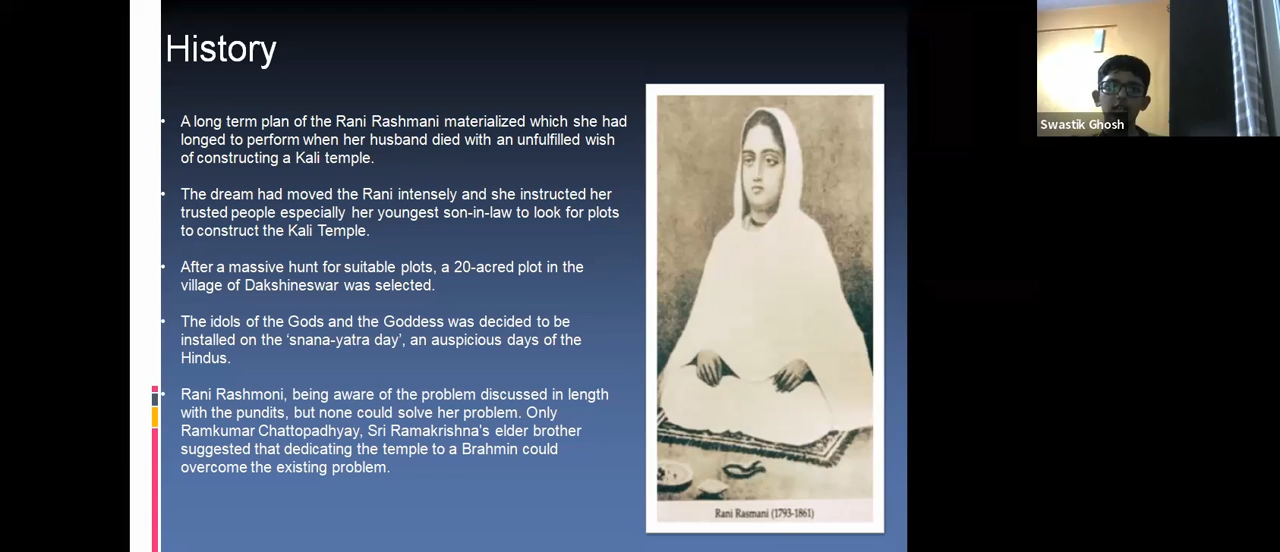 History
• A long term plan of the Rani Rashmani materialized which she had
longed to perform when her husband died with an unfulfilled wish
of constructing a Kali temple.
• The dream had moved the Rani intensely and she instructed her
trusted people especially her youngest son-in-law to look for plots
to construct the Kali Temple.
• After a massive hunt for suitable plots, a 20-acred plot in the
village of Dakshineswar was selected.
• The idols of the Gods and the Goddess was decided to be
installed on the ‘snana-yatra day’, an auspicious days of the
Hindus.
• Rani Rashmoni, being aware of the problem discussed in length
with the pundits, but none could solve her problem. Only
Ramkumar Chattopadhyay, Sri Ramakrishna's elder brother
suggested that dedicating the temple to a Brahmin could
overcome the existing problem.
Rani Rasmani (1793-1861)
Swastik Ghosh